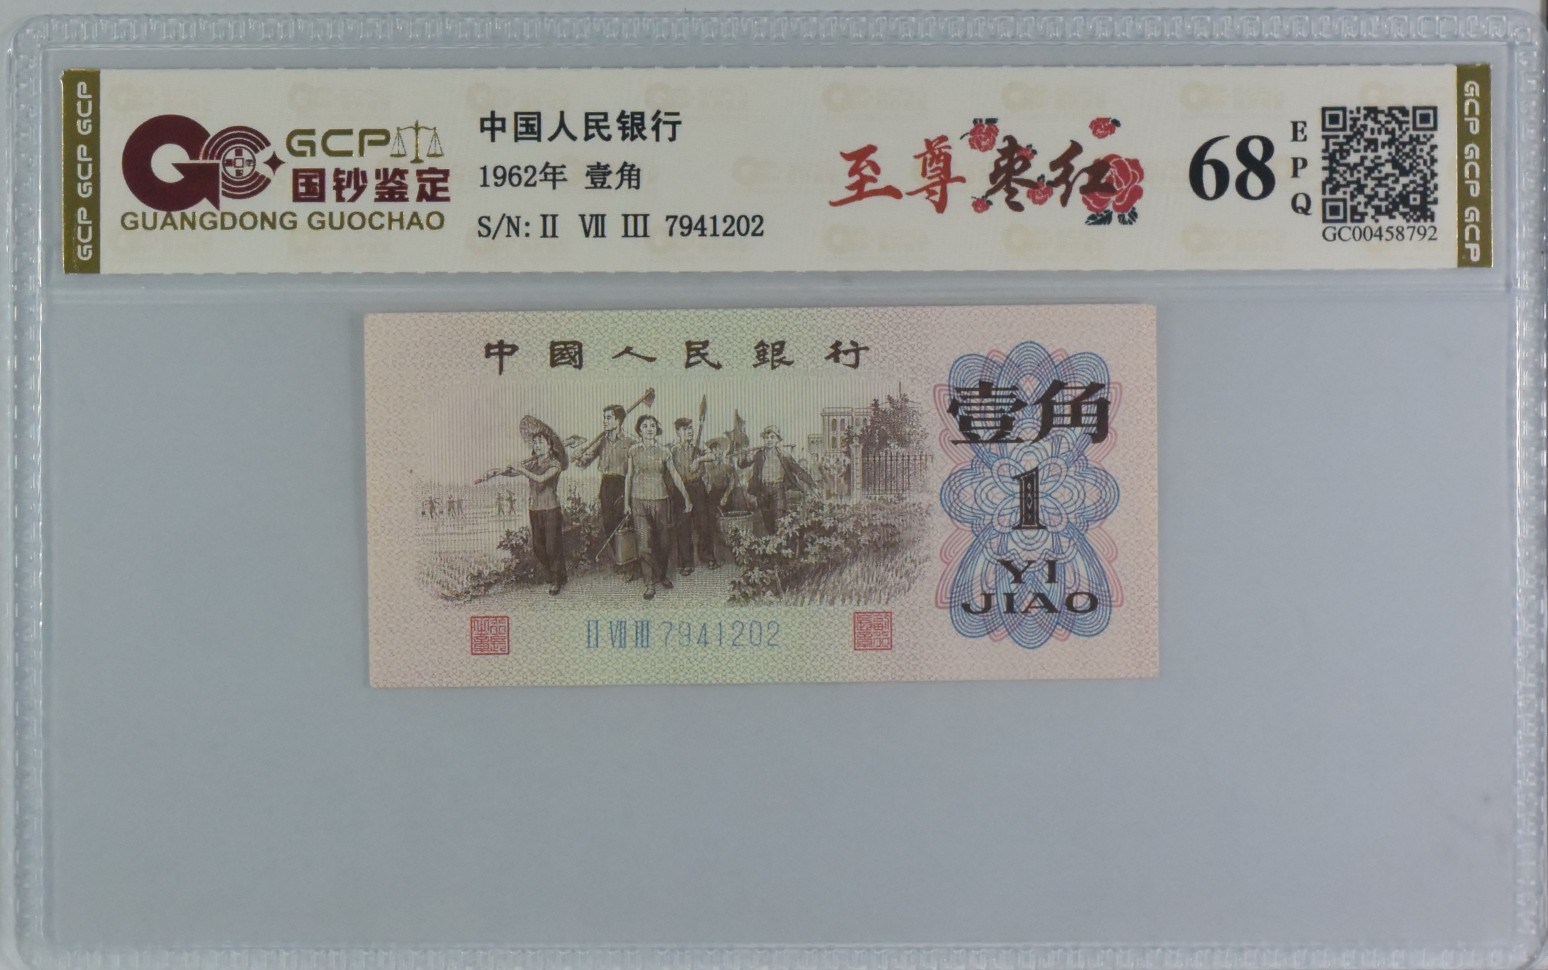 GCP GCP GCP
GCP
国钞鉴定
GUANGDONG GUOCHAO
中国人民银行
1962年 壹角
S/N: II VII III 7941202
至尊枣红
68
EPQ
GC00458792
GCP GCP GCP
中國人民銀行
壹角
1
YI
JIAO
II VII III 7941202